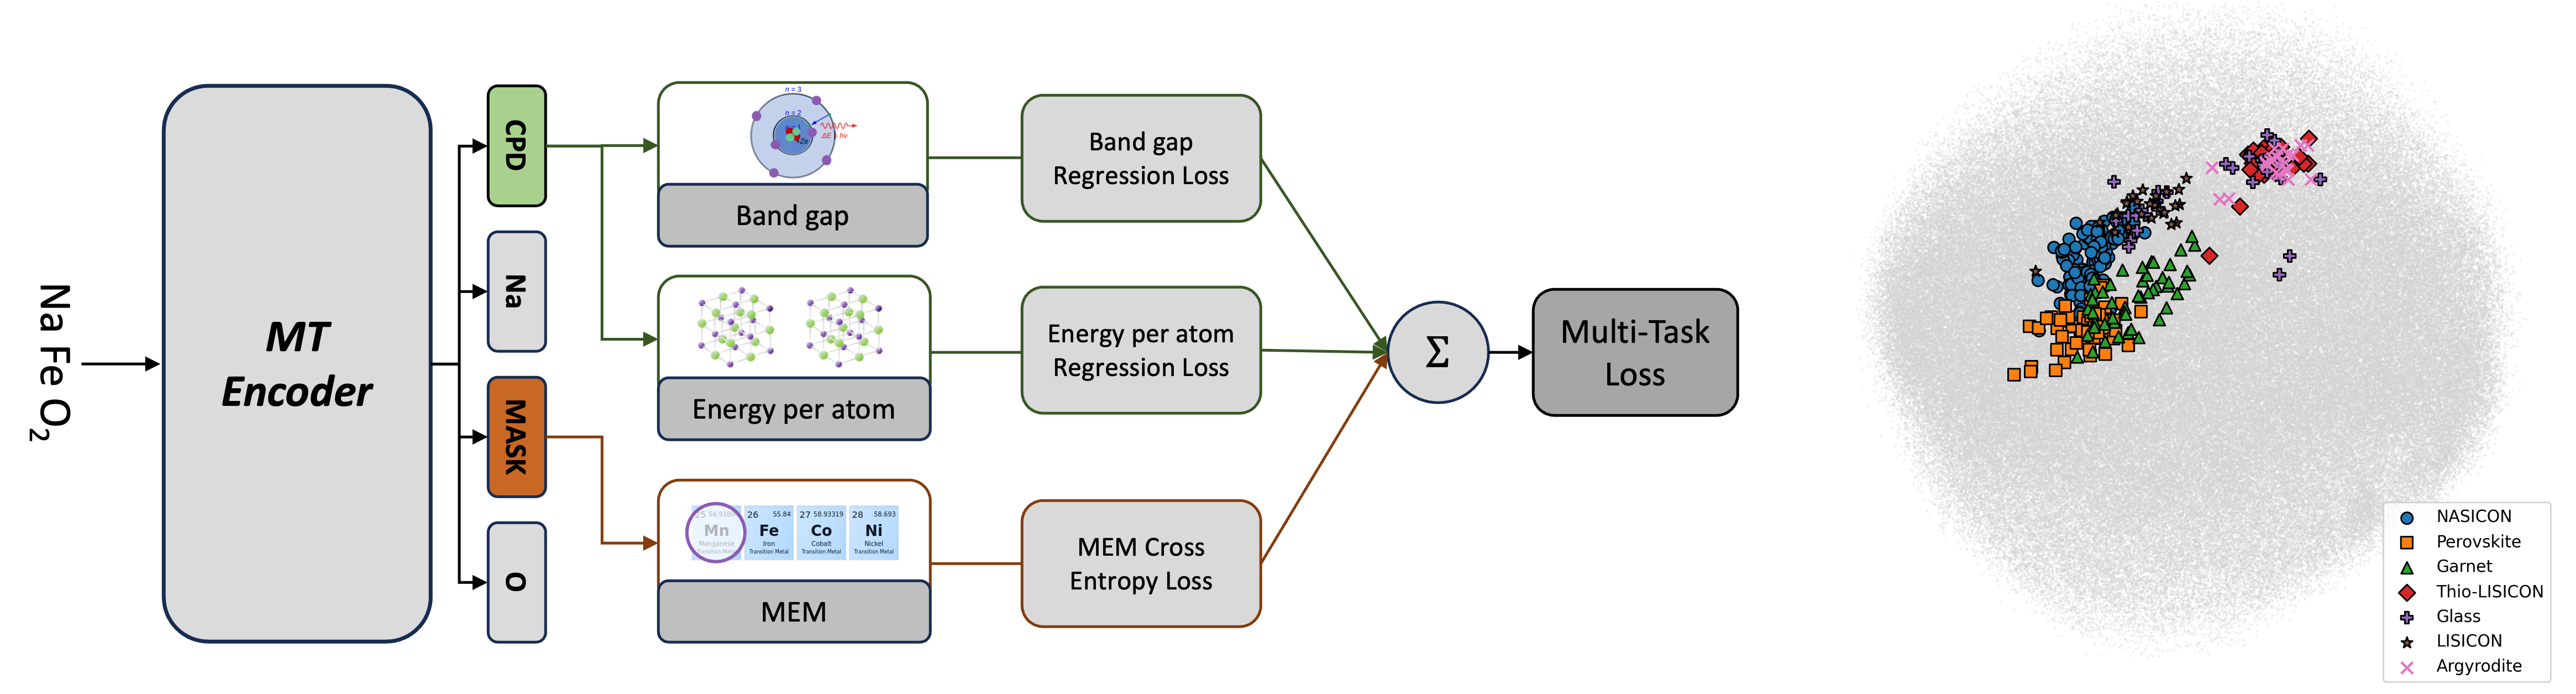 Na Fe O2
MT
Encoder
CPD
Na
MASK
O
n = 3
n = 2
ΔE = hν
Band gap
Energy per atom
54.938
Mn
Manganese
Transition Metal
26 55.84
Fe
Iron
Transition Metal
27 58.93319
Co
Cobalt
Transition Metal
28 58.693
Ni
Nickel
Transition Metal
MEM
Band gap
Regression Loss
Energy per atom
Regression Loss
MEM Cross
Entropy Loss
Σ
Multi-Task
Loss
NASICON
Perovskite
Garnet
Thio-LISICON
Glass
LISICON
Argyrodite